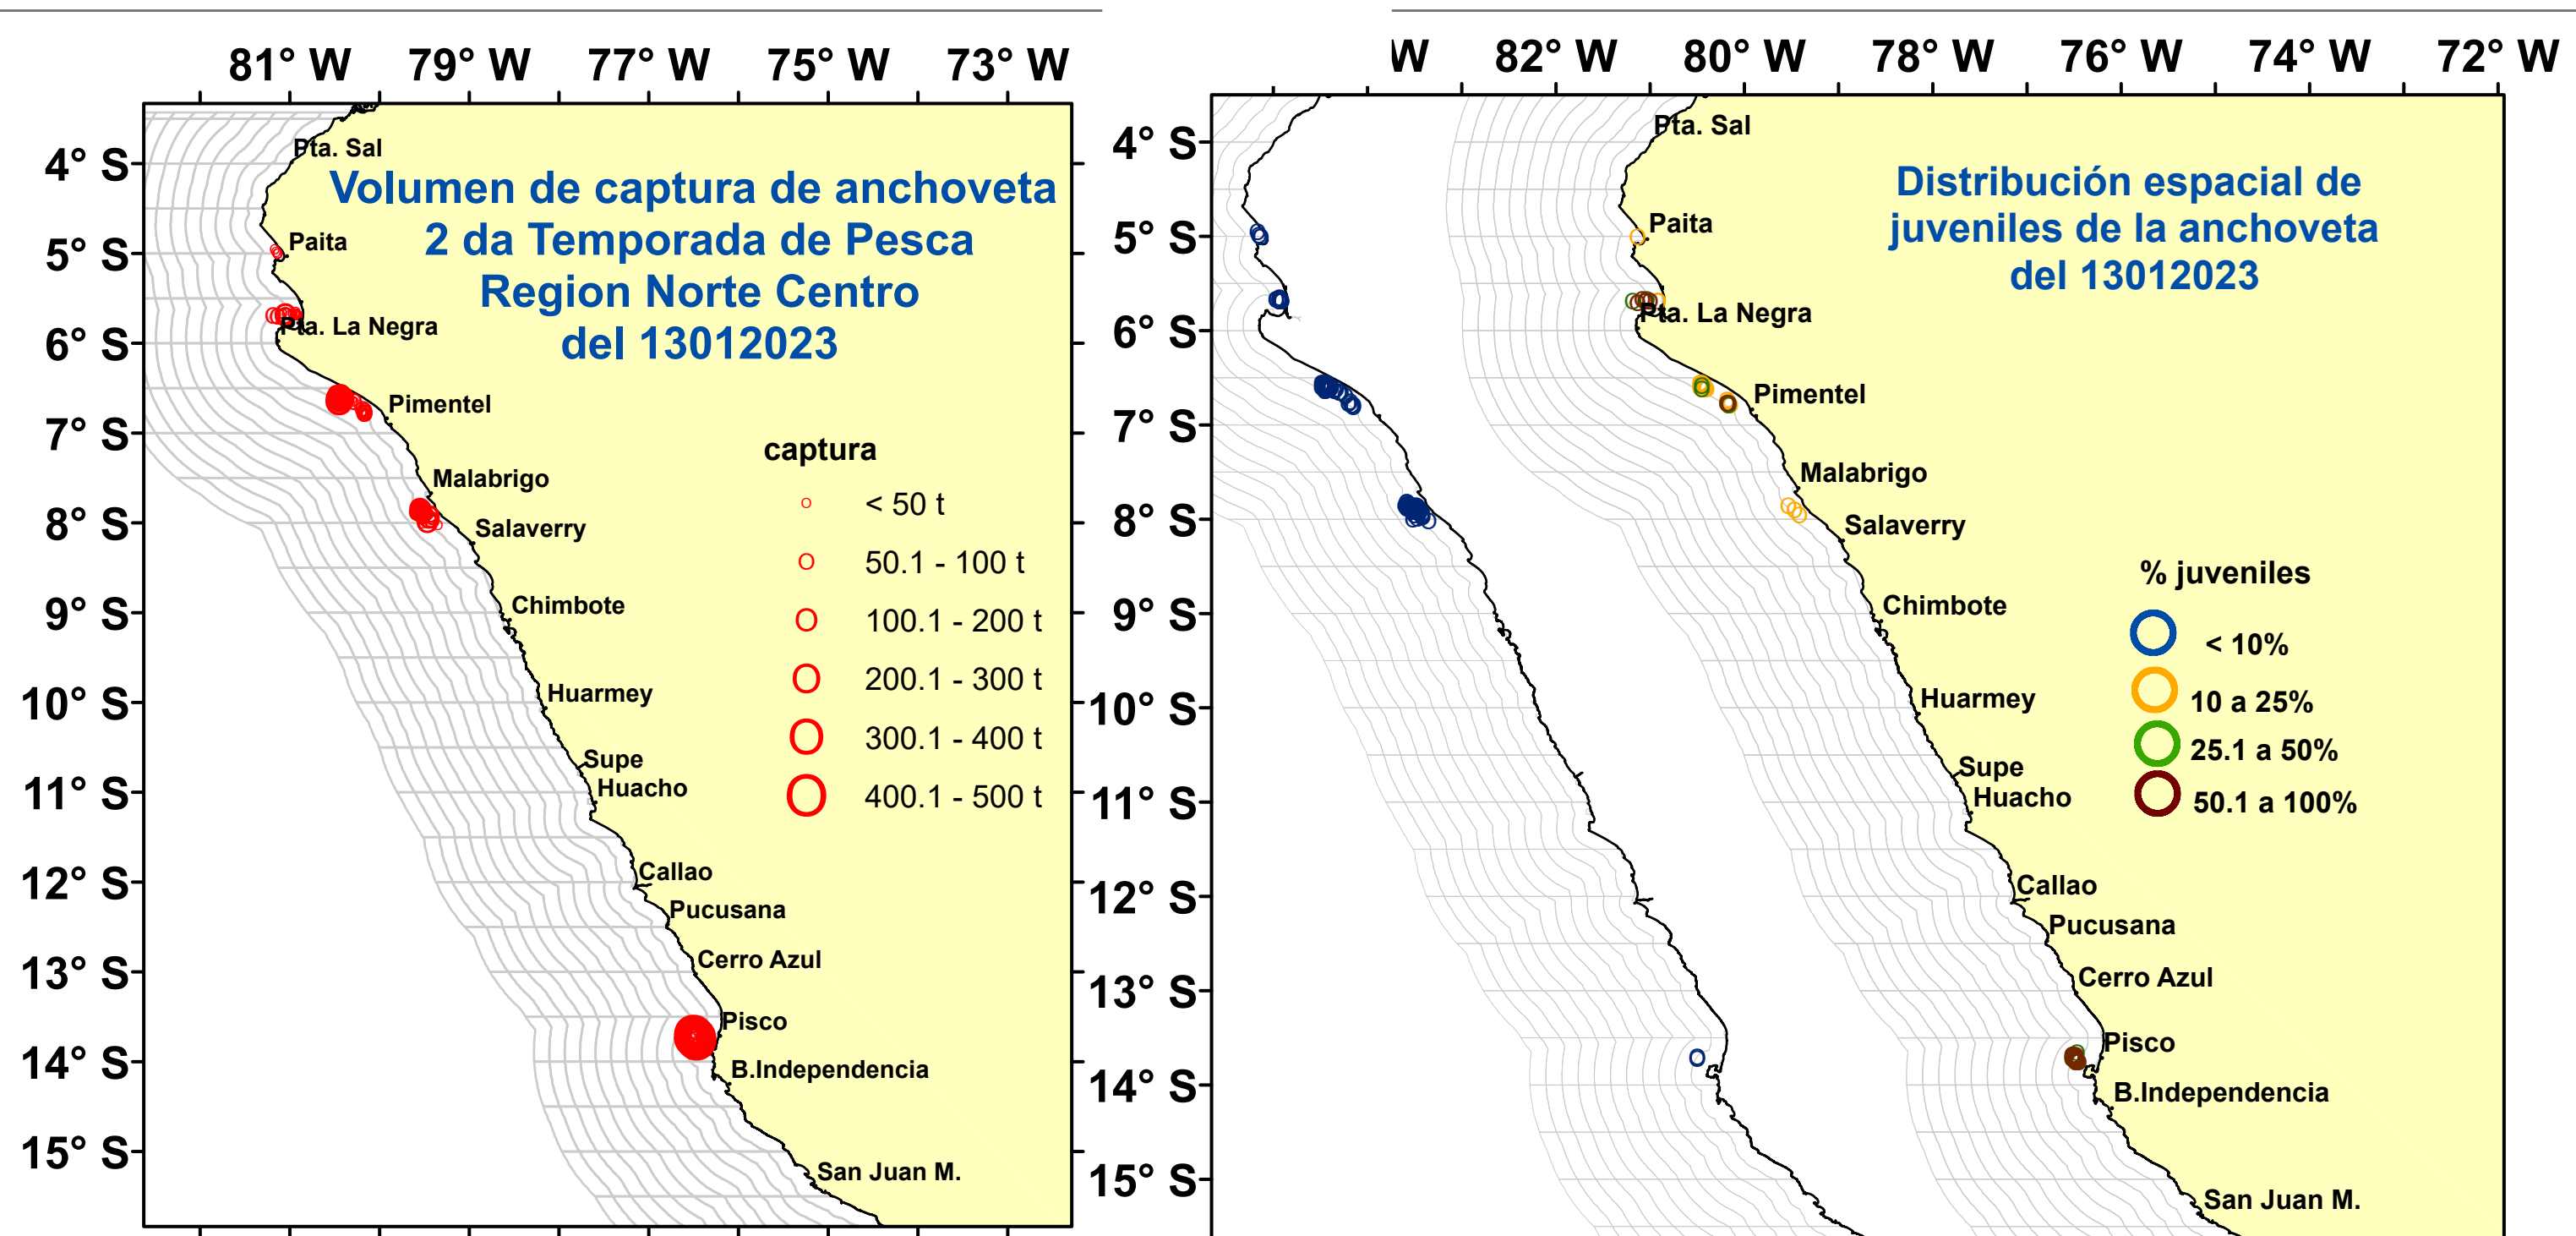 81° W 79° W 77° W 75° W 73° W
4° S
5° S
6° S
7° S
8° S
9° S
10° S
11° S
12° S
13° S
14° S
15° S
Volumen de captura de anchoveta
2 da Temporada de Pesca
Region Norte Centro
del 13012023
Pta. Sal
Paita
Pta. La Negra
Pimentel
Malabrigo
Salaverry
Chimbote
Huarmey
Supe
Huacho
Callao
Pucusana
Cerro Azul
Pisco
B.Independencia
San Juan M.
captura
< 50 t
50.1 - 100 t
100.1 - 200 t
200.1 - 300 t
300.1 - 400 t
400.1 - 500 t
W 82° W 80° W 78° W 76° W 74° W 72° W
4° S
5° S
6° S
7° S
8° S
9° S
10° S
11° S
12° S
13° S
14° S
15° S
Distribución espacial de
juveniles de la anchoveta
del 13012023
Pta. Sal
Paita
Pta. La Negra
Pimentel
Malabrigo
Salaverry
Chimbote
Huarmey
Supe
Huacho
Callao
Pucusana
Cerro Azul
Pisco
B.Independencia
San Juan M.
% juveniles
< 10%
10 a 25%
25.1 a 50%
50.1 a 100%